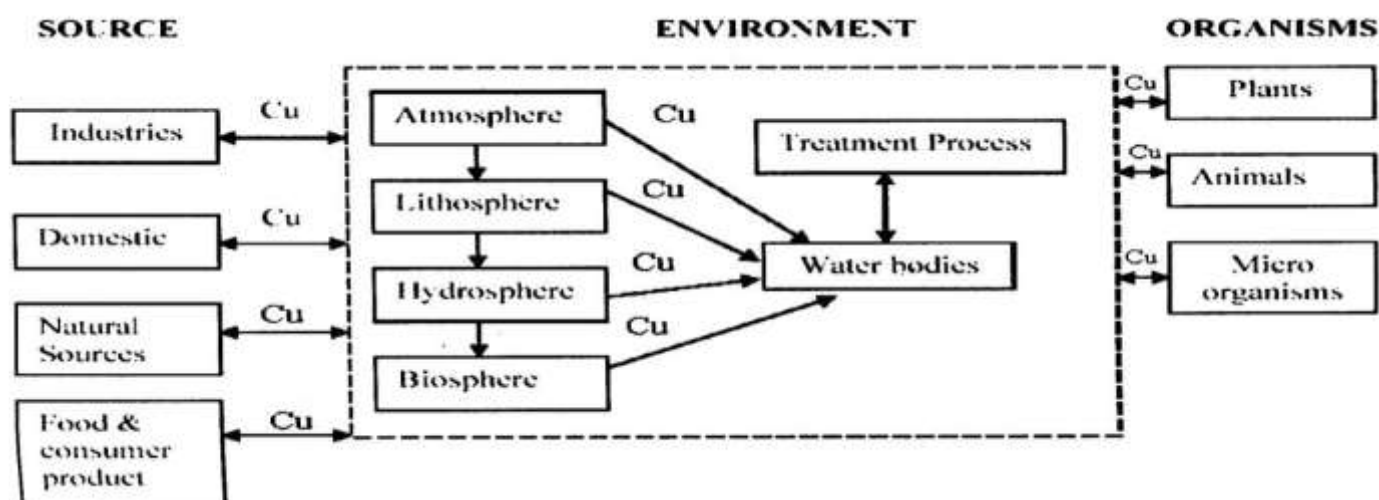 SOURCE
ENVIRONMENT
ORGANISMS
Industries
Cu
Domestic
Cu
Natural
Sources
Cu
Food &
consumer
product
Cu
Atmosphere
Cu
Lithosphere
Cu
Hydrosphere
Cu
Biosphere
Cu
Treatment Process
Water bodies
Cu
Plants
Cu
Animals
Cu
Micro
organisms